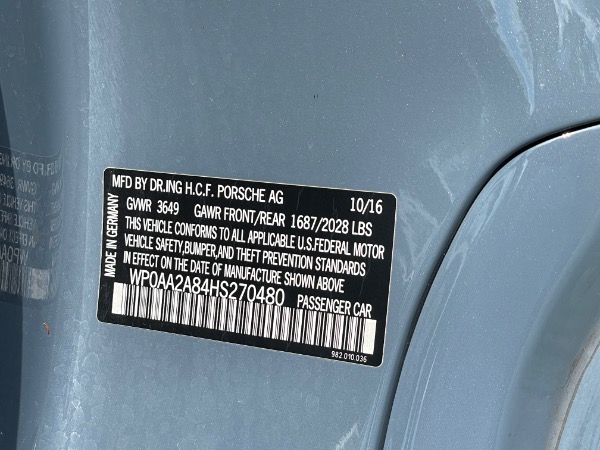 MFD BY DR.ING H.C.F. PORSCHE AG 10/16
GVWR 3649 GAWR FRONT/REAR 1687/2028 LBS
THIS VEHICLE CONFORMS TO ALL APPLICABLE U.S.FEDERAL MOTOR
VEHICLE SAFETY,BUMPER,AND THEFT PREVENTION STANDARDS
IN EFFECT ON THE DATE OF MANUFACTURE SHOWN ABOVE
WP0AA2A84HS270480 PASSENGER CAR
982.010.036
MADE IN GERMANY